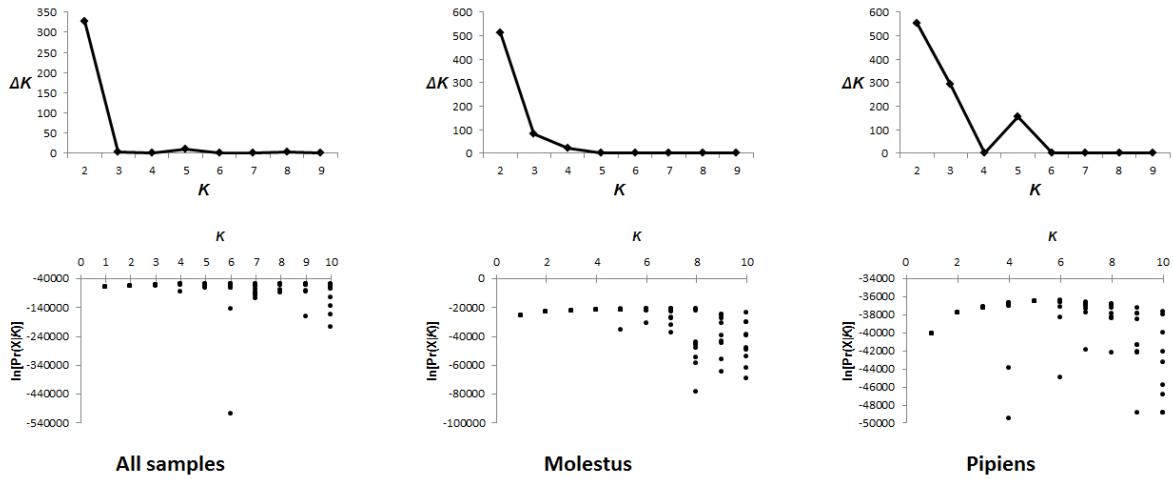 350
300
250
200
150
100
50
0
ΔK
2 3 4 5 6 7 8 9
K
600
500
400
300
200
100
0
ΔK
2 3 4 5 6 7 8 9
K
600
500
400
300
200
100
0
ΔK
2 3 4 5 6 7 8 9
K
K
0 1 2 3 4 5 6 7 8 9 10
-40000
-140000
-240000
-340000
-440000
-540000
ln[Pr(X|K)]
K
0 2 4 6 8 10
0
-20000
-40000
-60000
-80000
-100000
ln[Pr(X|K)]
K
0 2 4 6 8 10
-34000
-36000
-38000
-40000
-42000
-44000
-46000
-48000
-50000
ln[Pr(X|K)]
All samples
Molestus
Pipiens